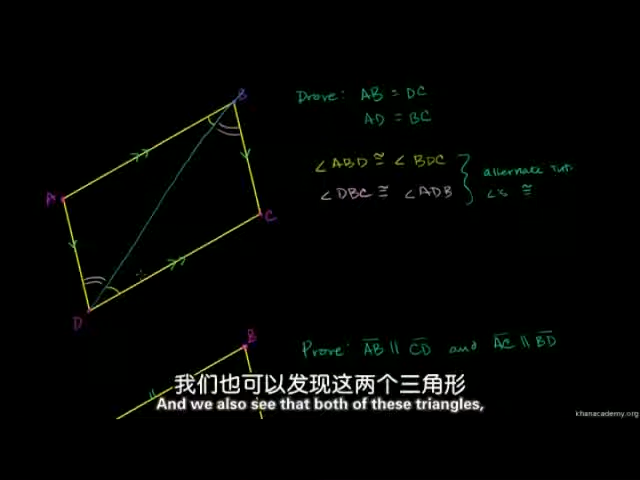 B
Prove: AB = DC
AD = BC
∠ABD ≅ ∠BDC
alternate int.
∠DBC ≅ ∠ADB
∠'s ≅
A
C
D
B
Prove: AB || CD and AC || BD
我们也可以发现这两个三角形
And we also see that both of these triangles,
khanacademy.org